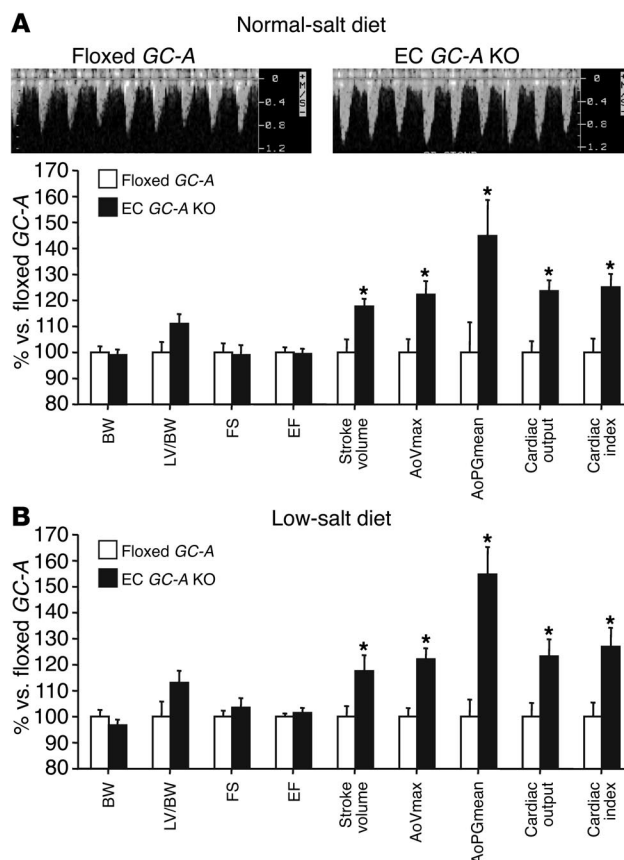 A
Normal-salt diet
Floxed GC-A
EC GC-A KO
0
0.4
0.8
1.2
0
0.4
0.8
1.2
% vs. floxed GC-A
170
160
150
140
130
120
110
100
90
80
Floxed GC-A
EC GC-A KO
*
*
*
*
*
BW
LV/BW
FS
EF
Stroke
volume
AoVmax
AoPGmean
Cardiac
output
Cardiac
index
B
Low-salt diet
% vs. floxed GC-A
170
160
150
140
130
120
110
100
90
80
Floxed GC-A
EC GC-A KO
*
*
*
*
*
BW
LV/BW
FS
EF
Stroke
volume
AoVmax
AoPGmean
Cardiac
output
Cardiac
index